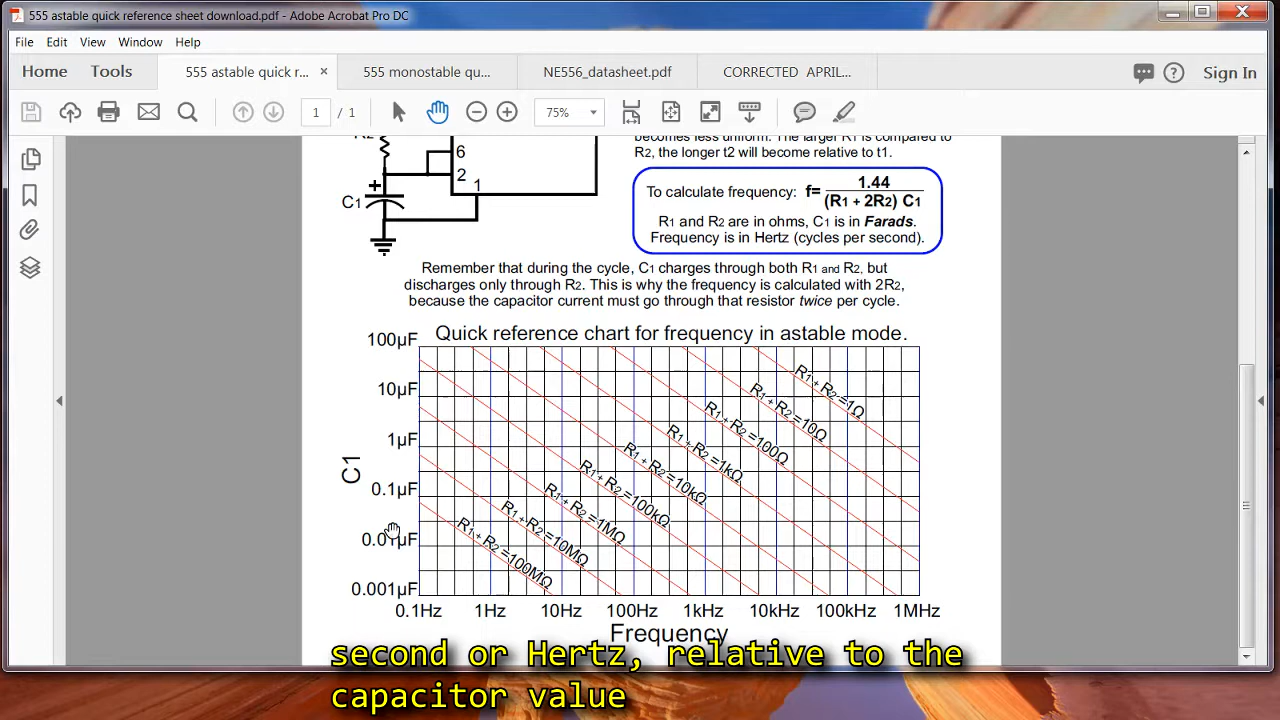 555 astable quick reference sheet download.pdf - Adobe Acrobat Pro DC
File Edit View Window Help
Home Tools 555 astable quick r... × 555 monostable qu... NE556_datasheet.pdf CORRECTED APRIL... Sign In
1 / 1 75%
becomes less uniform. The larger R1 is compared to
R2, the longer t2 will become relative to t1.
R2
6
2
1
C1
+
To calculate frequency: f= 1.44
(R1 + 2R2) C1
R1 and R2 are in ohms, C1 is in Farads.
Frequency is in Hertz (cycles per second).
Remember that during the cycle, C1 charges through both R1 and R2, but
discharges only through R2. This is why the frequency is calculated with 2R2,
because the capacitor current must go through that resistor twice per cycle.
Quick reference chart for frequency in astable mode.
100µF
10µF
1µF
0.1µF
0.01µF
0.001µF
C1
R1+R2=1Ω
R1+R2=10Ω
R1+R2=100Ω
R1+R2=1kΩ
R1+R2=10kΩ
R1+R2=100kΩ
R1+R2=1MΩ
R1+R2=10MΩ
R1+R2=100MΩ
0.1Hz 1Hz 10Hz 100Hz 1kHz 10kHz 100kHz 1MHz
Frequency
second or Hertz, relative to the
capacitor value